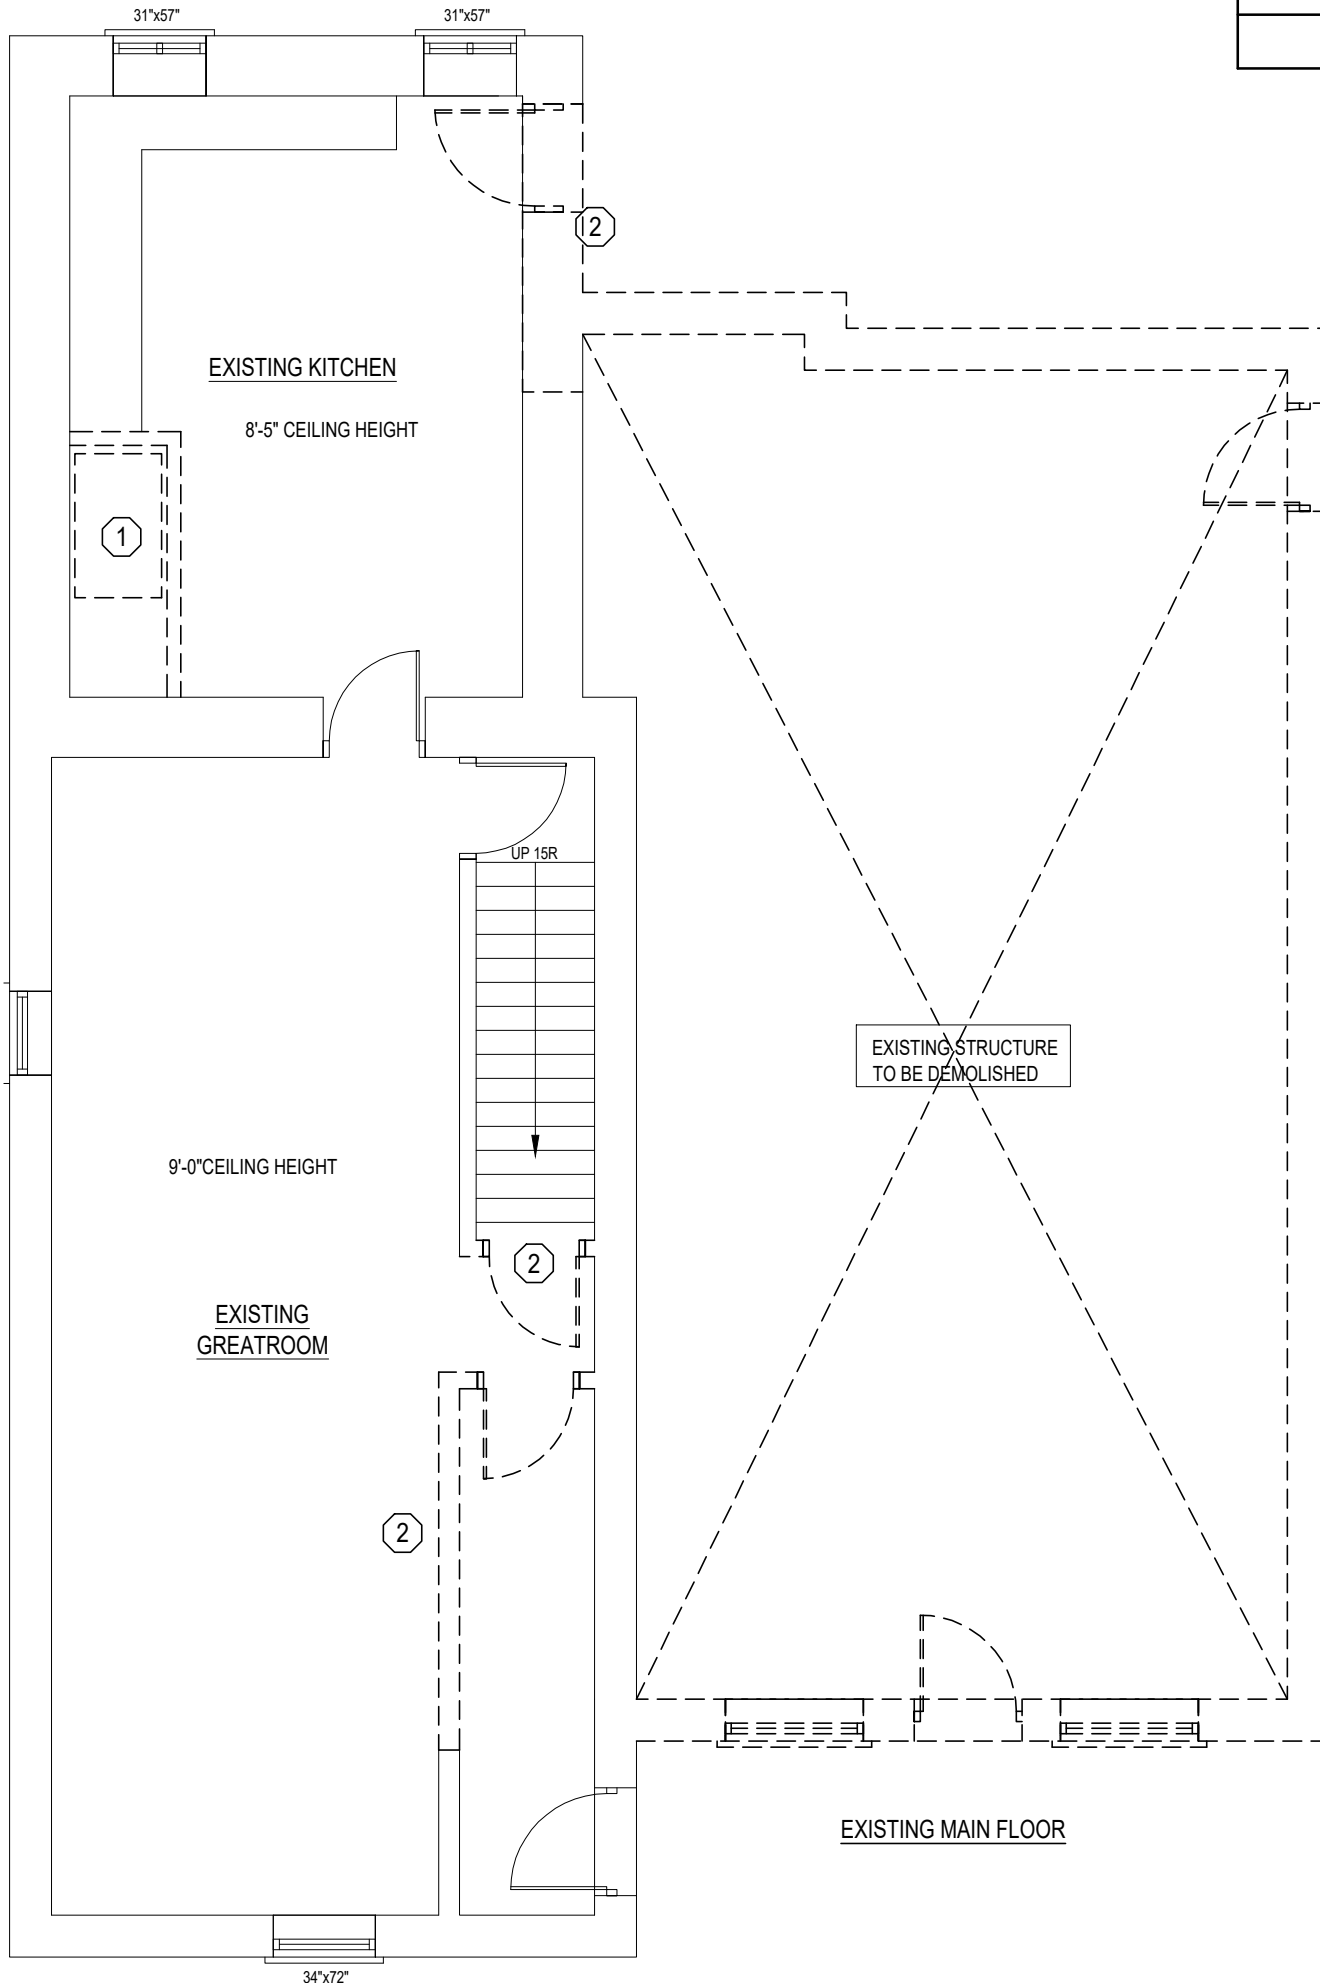 31"x57"
31"x57"
2
EXISTING KITCHEN
8'-5" CEILING HEIGHT
1
UP 15R
EXISTING STRUCTURE
TO BE DEMOLISHED
9'-0"CEILING HEIGHT
2
EXISTING
GREATROOM
2
EXISTING MAIN FLOOR
34"x72"